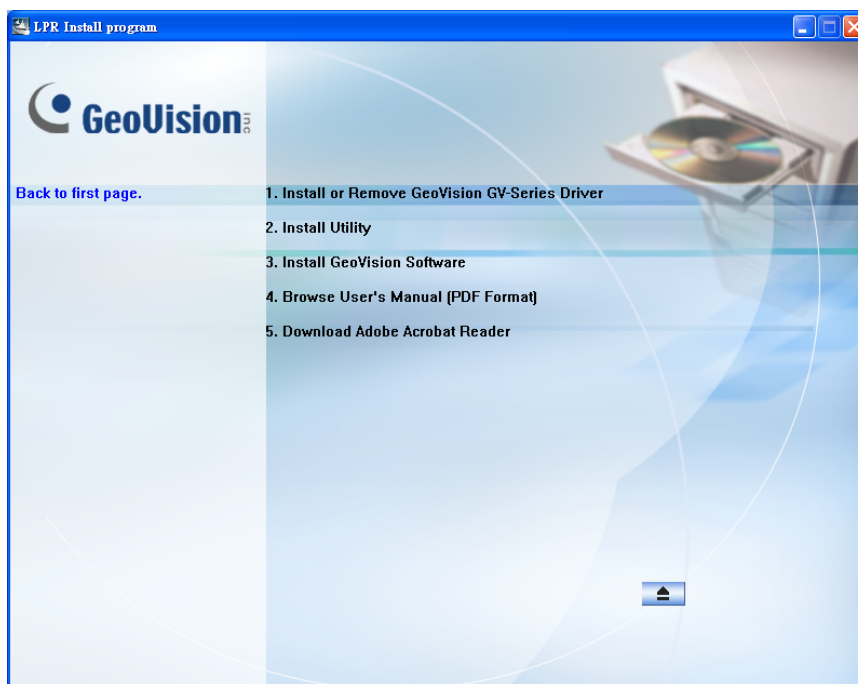 LPR Install program
GeoVision inc
Back to first page.
1. Install or Remove GeoVision GV-Series Driver
2. Install Utility
3. Install GeoVision Software
4. Browse User's Manual (PDF Format)
5. Download Adobe Acrobat Reader